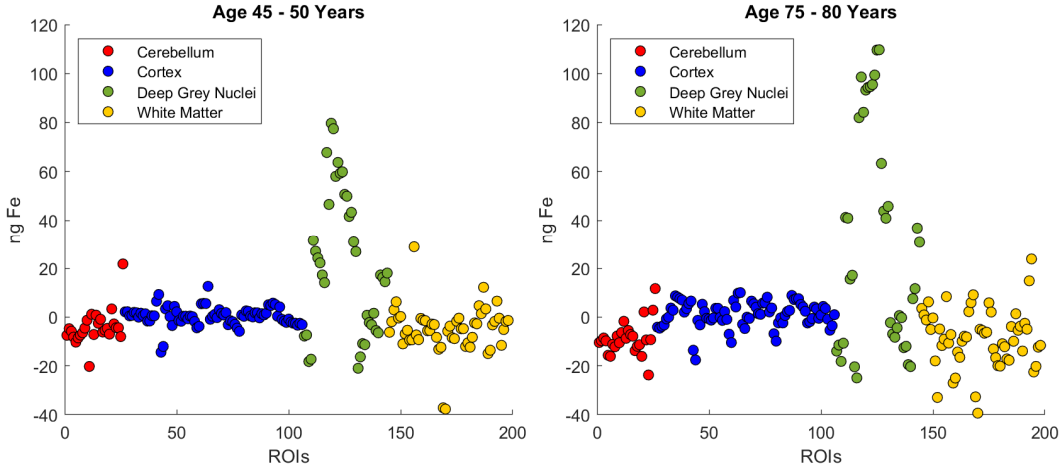 Age 45 - 50 Years
120
100
80
60
40
20
0
-20
-40
ng Fe
Cerebellum
Cortex
Deep Grey Nuclei
White Matter
0
50
100
150
200
ROIs
Age 75 - 80 Years
120
100
80
60
40
20
0
-20
-40
ng Fe
Cerebellum
Cortex
Deep Grey Nuclei
White Matter
0
50
100
150
200
ROIs